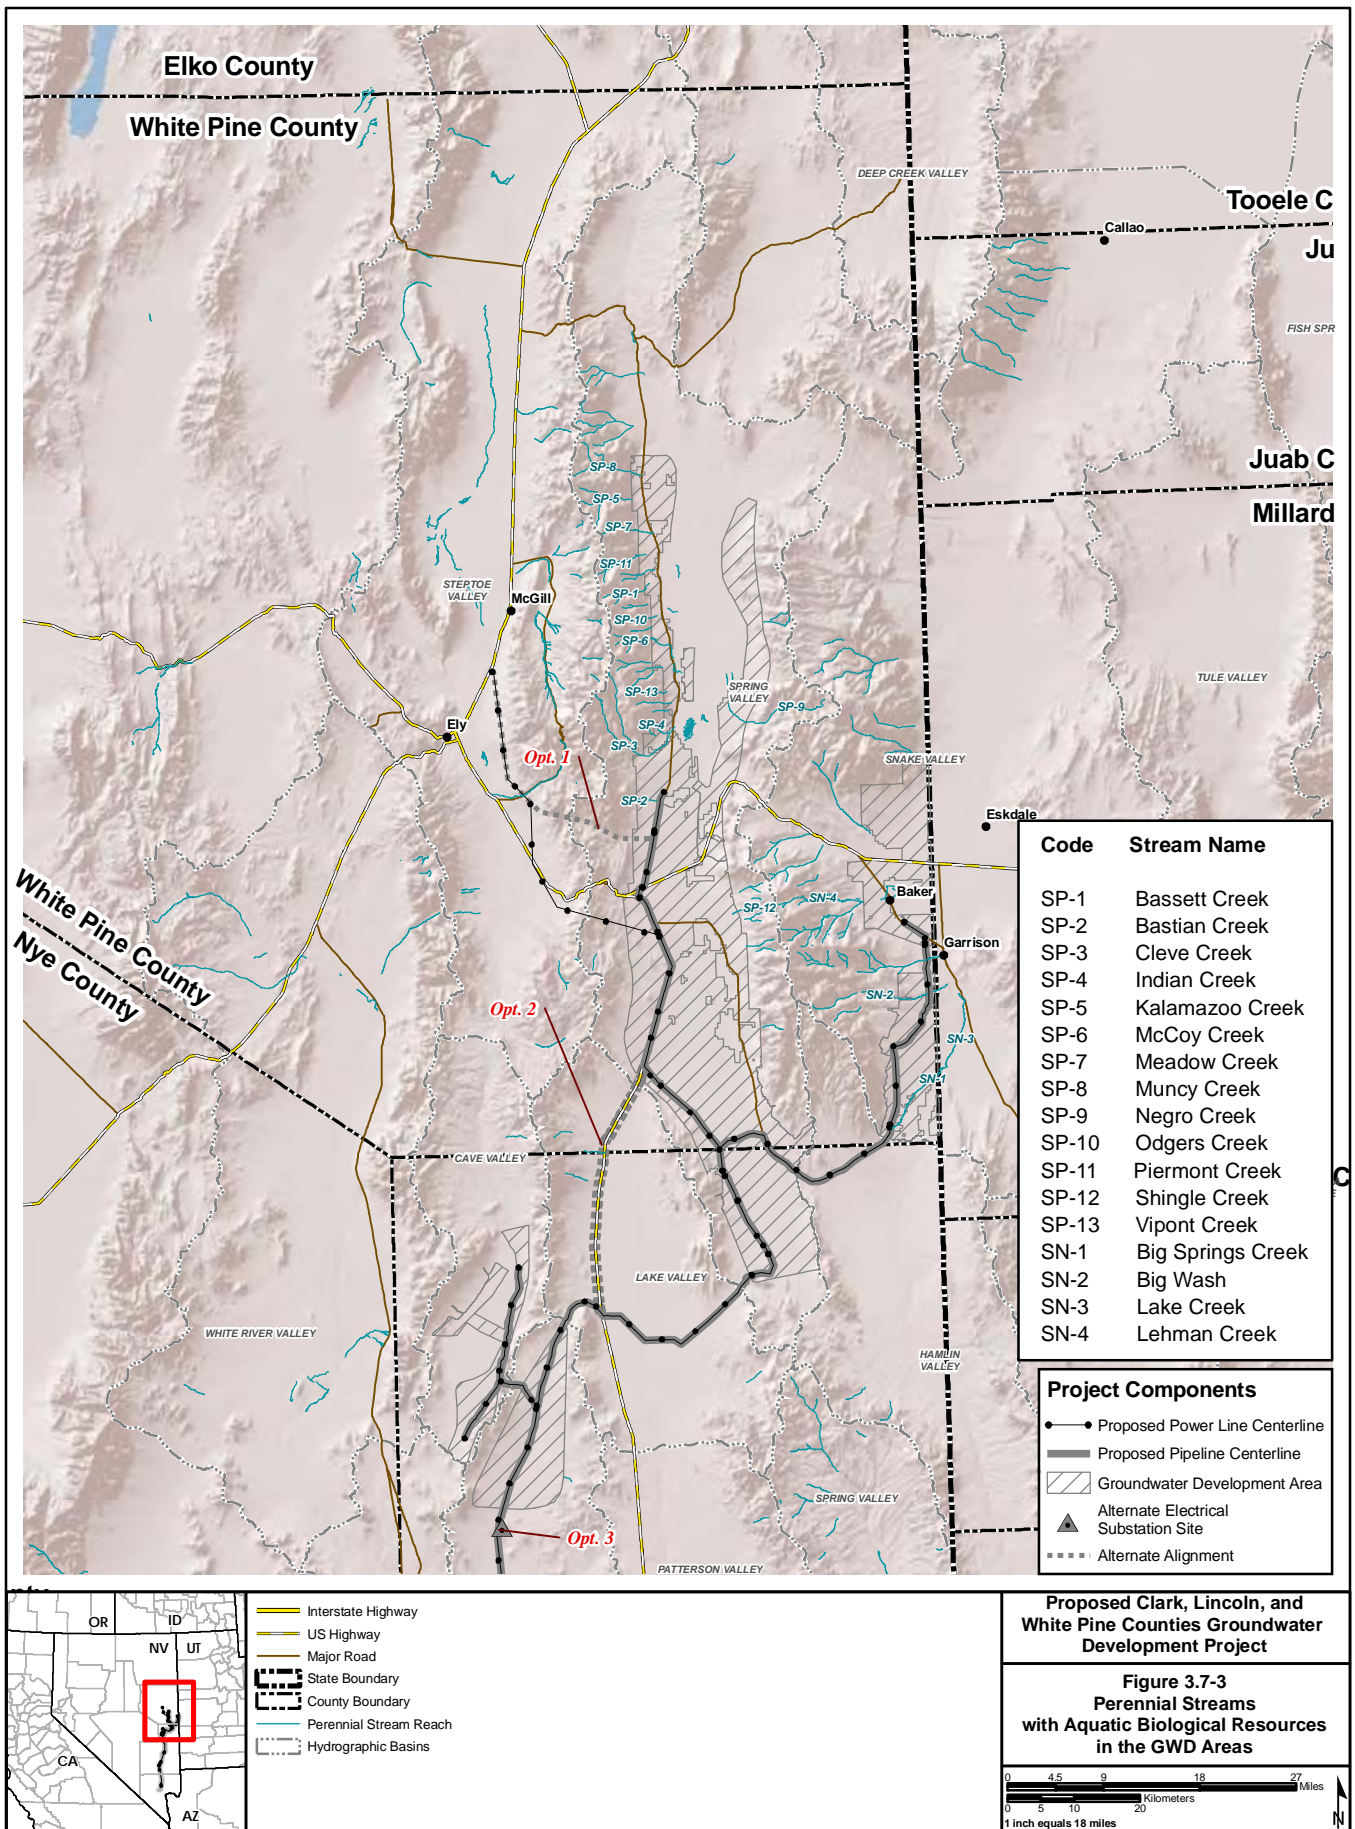 Elko County
White Pine County
DEEP CREEK VALLEY
Tooele C
Callao
Ju
FISH SPR
Juab C
Millard
SP-8
SP-5
SP-7
SP-11
SP-1
SP-10
SP-6
SP-13
SP-4
SP-3
SP-2
SP-9
STEPTOE
VALLEY
McGill
SPRING
VALLEY
TULE VALLEY
Ely
Opt. 1
SNAKE VALLEY
Eskdale
Baker
SN-4
SP-12
Garrison
SN-2
SN-3
SN-1
White Pine County
Nye County
Opt. 2
CAVE VALLEY
LAKE VALLEY
WHITE RIVER VALLEY
HAMLIN
VALLEY
SPRING VALLEY
Opt. 3
PATTERSON VALLEY
C
Code Stream Name
SP-1 Bassett Creek
SP-2 Bastian Creek
SP-3 Cleve Creek
SP-4 Indian Creek
SP-5 Kalamazoo Creek
SP-6 McCoy Creek
SP-7 Meadow Creek
SP-8 Muncy Creek
SP-9 Negro Creek
SP-10 Odgers Creek
SP-11 Piermont Creek
SP-12 Shingle Creek
SP-13 Vipont Creek
SN-1 Big Springs Creek
SN-2 Big Wash
SN-3 Lake Creek
SN-4 Lehman Creek
Project Components
Proposed Power Line Centerline
Proposed Pipeline Centerline
Groundwater Development Area
Alternate Electrical
Substation Site
Alternate Alignment
OR
ID
NV
UT
CA
AZ
Interstate Highway
US Highway
Major Road
State Boundary
County Boundary
Perennial Stream Reach
Hydrographic Basins
Proposed Clark, Lincoln, and
White Pine Counties Groundwater
Development Project
Figure 3.7-3
Perennial Streams
with Aquatic Biological Resources
in the GWD Areas
0 4.5 9 18 27
Miles
Kilometers
0 5 10 20
1 inch equals 18 miles
N